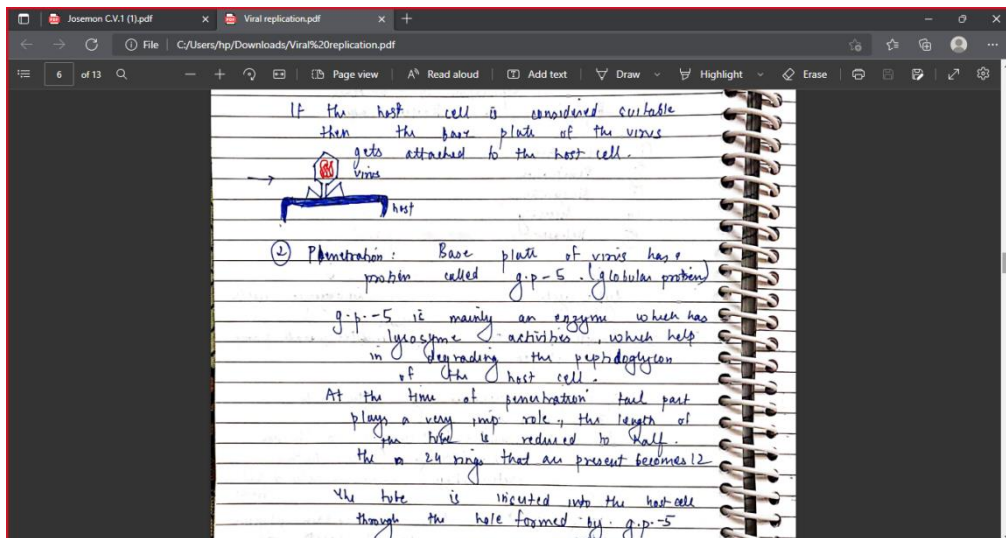 Josemon C.V.1 (1).pdf
Viral replication.pdf
File C:/Users/hp/Downloads/Viral%20replication.pdf
6 of 13 Page view Read aloud Add text Draw Highlight Erase
If the host cell is considered suitable
then the base plate of the virus
gets attached to the host cell.
virus
host
② Penetration: Base plate of virus has a
protein called g.p-5. (globular protein)
g.p.-5 is mainly an enzyme which has
lysosyme activities, which help
in degrading the peptidoglycon
of the host cell.
At the time of penentration tail part
plays a very imp role, the length of
the tube is reduced to half.
the 24 rings that are present becomes 12
The tube is inserted into the host cell
through the hole formed by g.p.-5